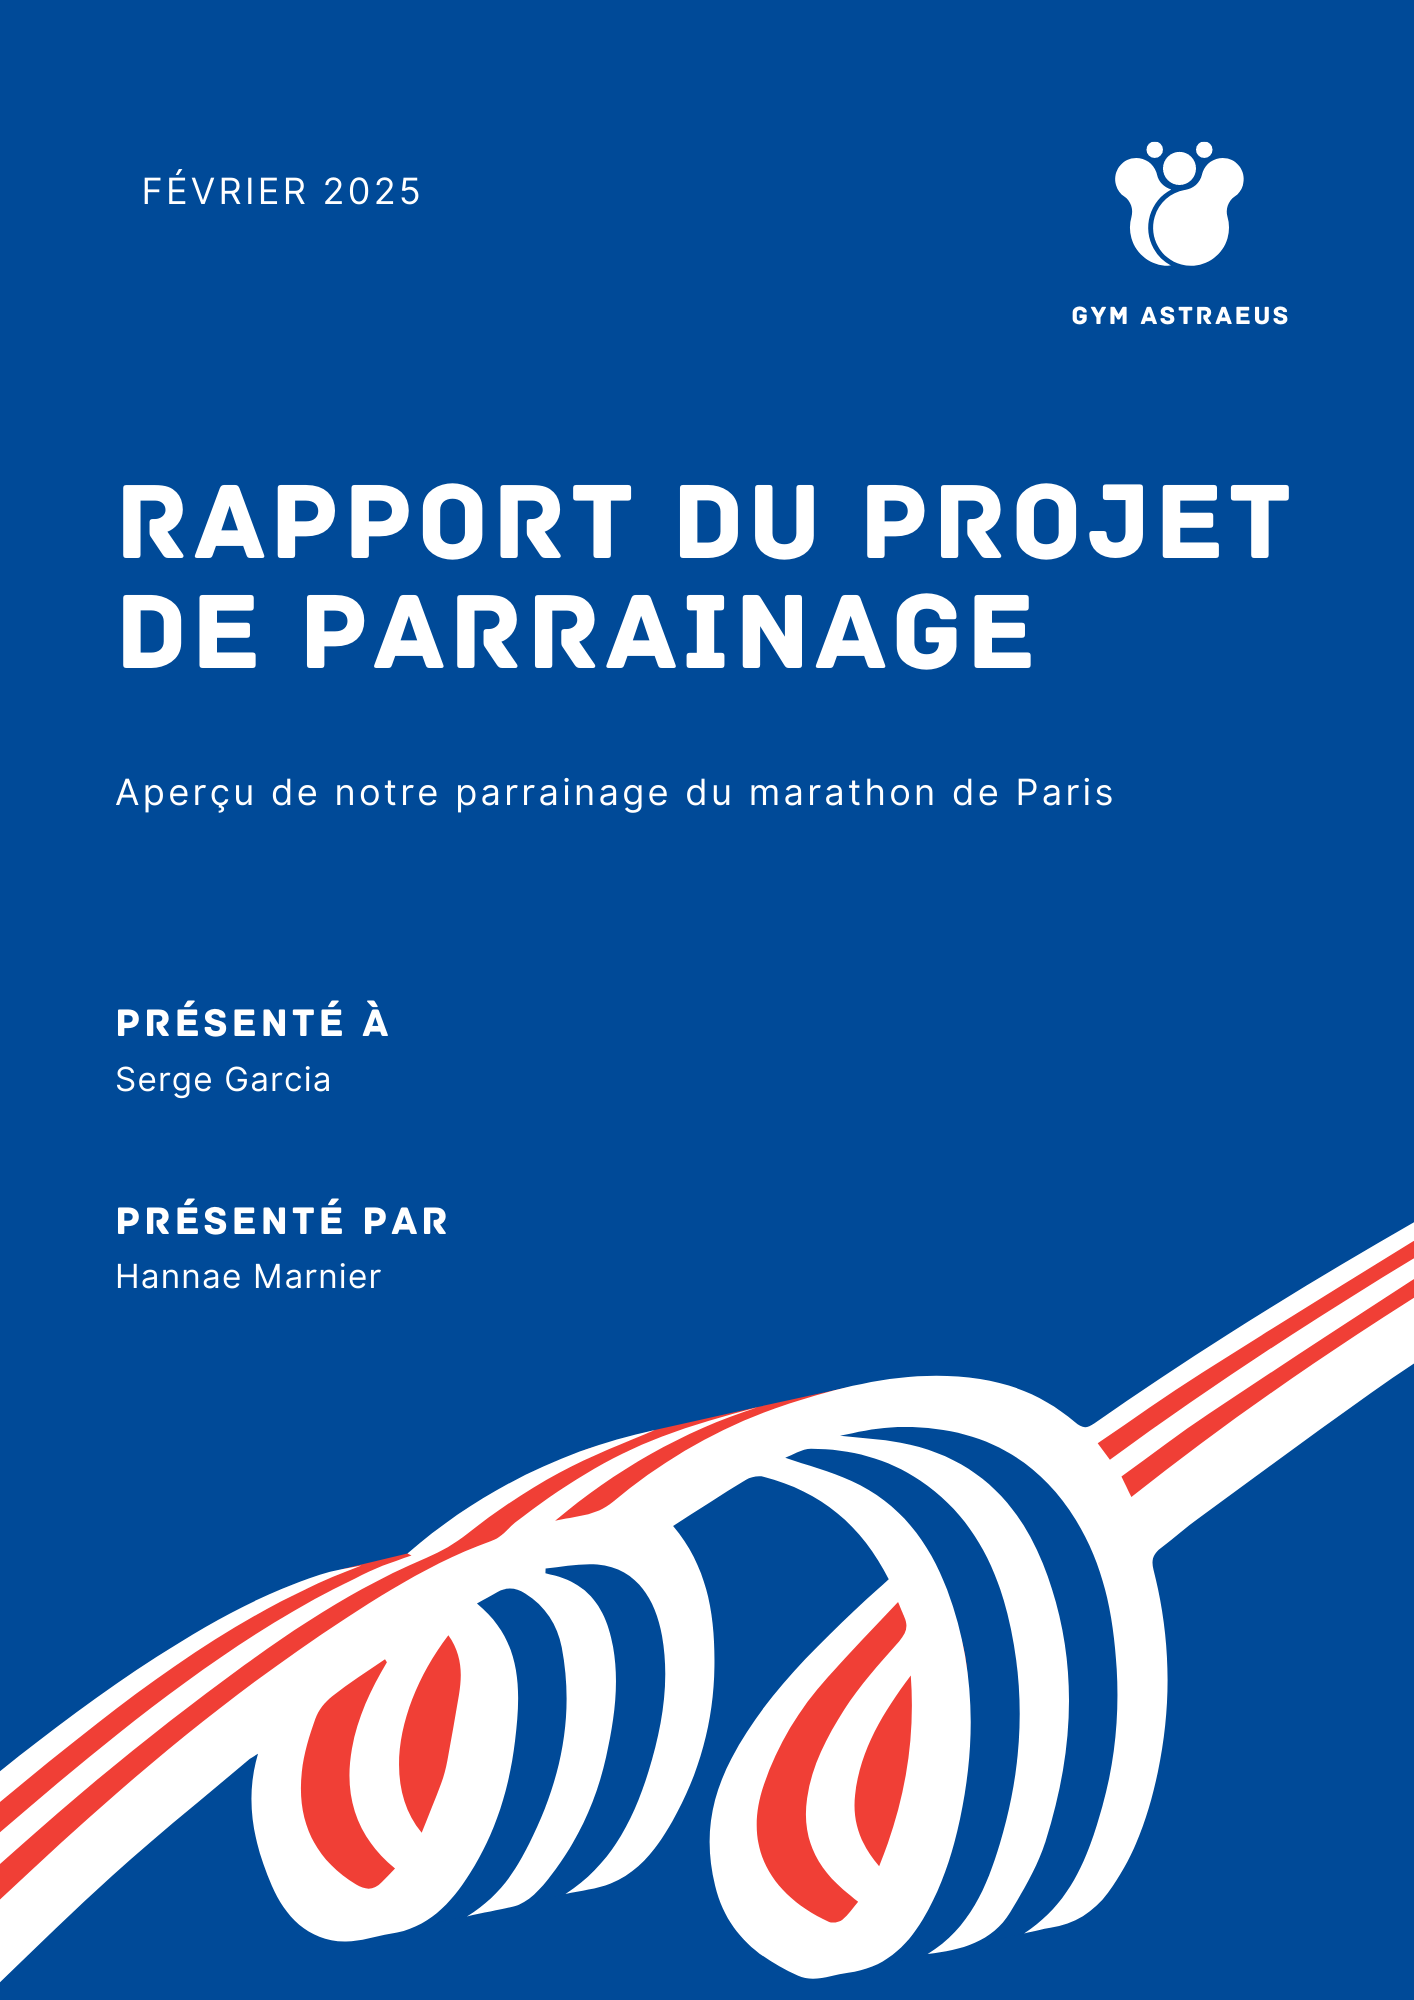 FÉVRIER 2025
GYM ASTRAEUS
RAPPORT DU PROJET
DE PARRAINAGE
Aperçu de notre parrainage du marathon de Paris
PRÉSENTÉ À
Serge Garcia
PRÉSENTÉ PAR
Hannae Marnier